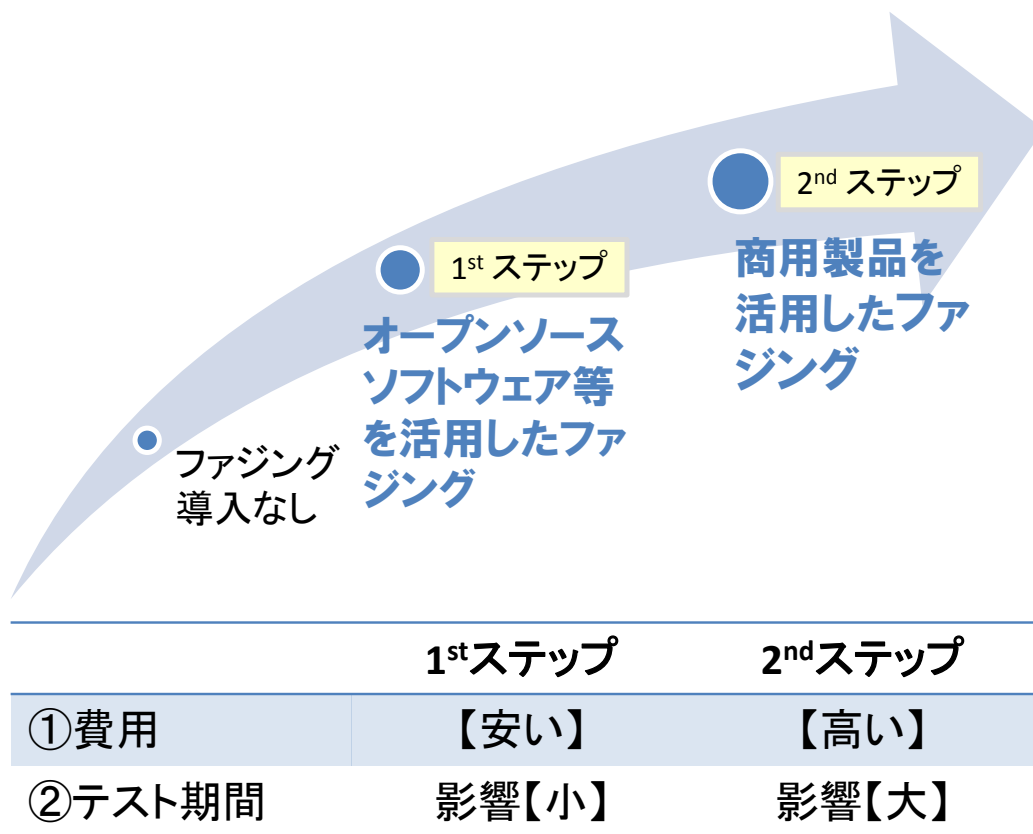 2nd ステップ
商用製品を
活用したファ
ジング
1st ステップ
オープンソース
ソフトウェア等
を活用したファ
ジング
ファジング
導入なし
1stステップ 2ndステップ
①費用 【安い】 【高い】
②テスト期間 影響【小】 影響【大】